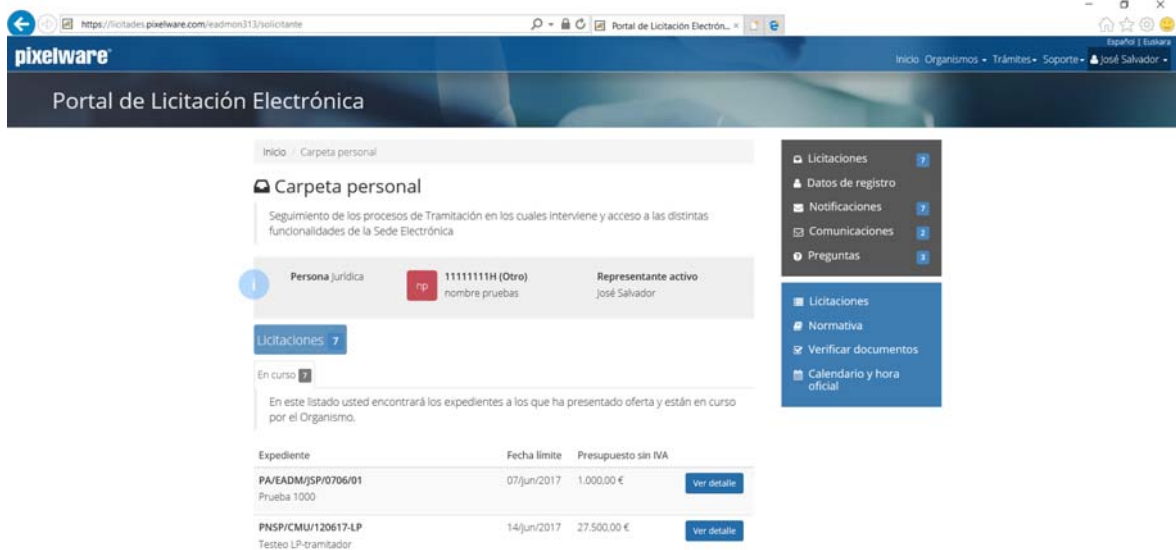 https://licitades.pixelware.com/eadmon313/solicitante
Portal de Licitación Electrón...
Español | Euskara
pixelware
Inicio Organismos Trámites Soporte José Salvador
Portal de Licitación Electrónica
Inicio / Carpeta personal
Carpeta personal
Seguimiento de los procesos de Tramitación en los cuales interviene y acceso a las distintas
funcionalidades de la Sede Electrónica
i
Persona Jurídica
np
11111111H (Otro)
nombre pruebas
Representante activo
José Salvador
Licitaciones 7
En curso 7
En este listado usted encontrará los expedientes a los que ha presentado oferta y están en curso
por el Organismo.
Expediente Fecha límite Presupuesto sin IVA
PA/EADM/JSP/0706/01 07/jun/2017 1.000,00 € Ver detalle
Prueba 1000
PNSP/CMU/120617-LP 14/jun/2017 27.500,00 € Ver detalle
Testeo LP-tramitador
Licitaciones 7
Datos de registro
Notificaciones 7
Comunicaciones 2
Preguntas 3
Licitaciones
Normativa
Verificar documentos
Calendario y hora
oficial